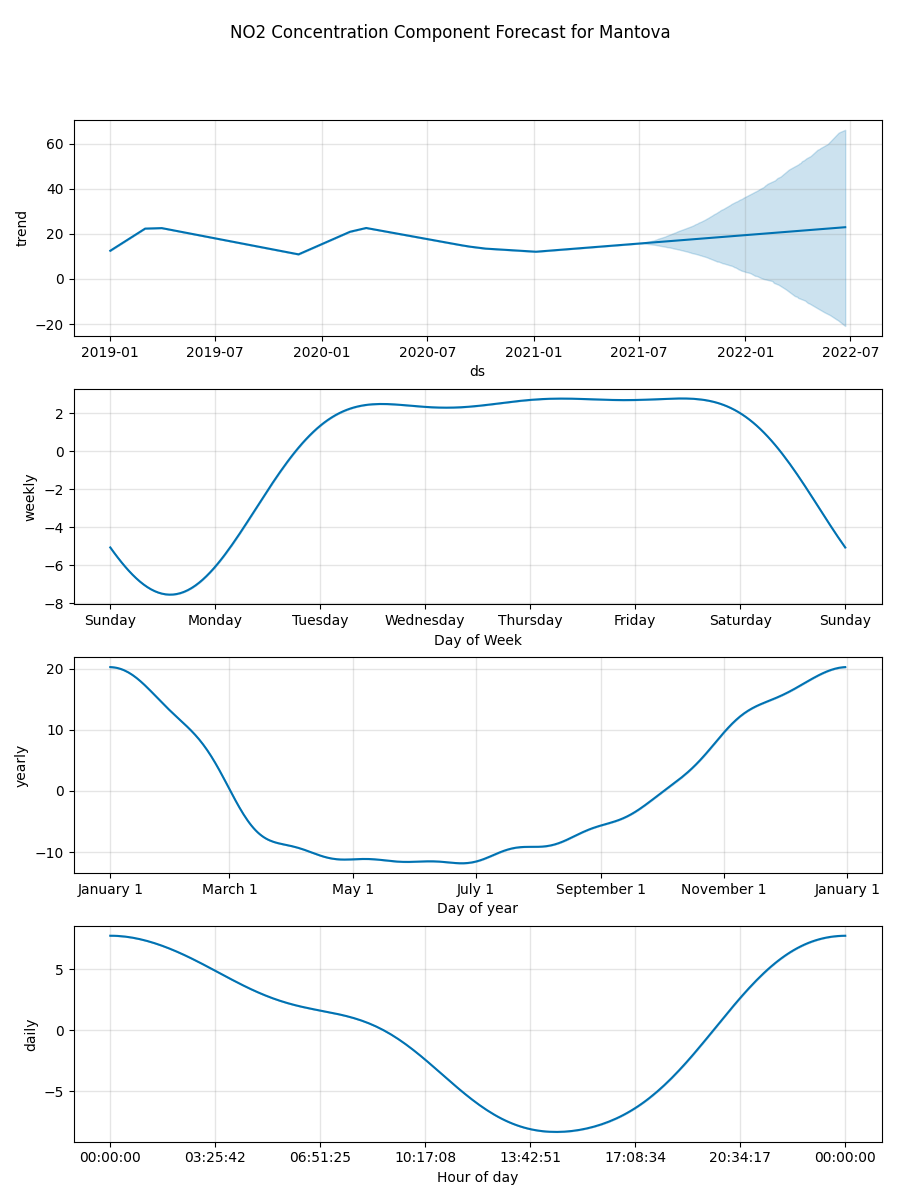 NO2 Concentration Component Forecast for Mantova
60
40
20
0
−20
trend
2019-01 2019-07 2020-01 2020-07 2021-01 2021-07 2022-01 2022-07
ds
2
0
−2
−4
−6
−8
weekly
Sunday Monday Tuesday Wednesday Thursday Friday Saturday Sunday
Day of Week
20
10
0
−10
yearly
January 1 March 1 May 1 July 1 September 1 November 1 January 1
Day of year
5
0
−5
daily
00:00:00 03:25:42 06:51:25 10:17:08 13:42:51 17:08:34 20:34:17 00:00:00
Hour of day